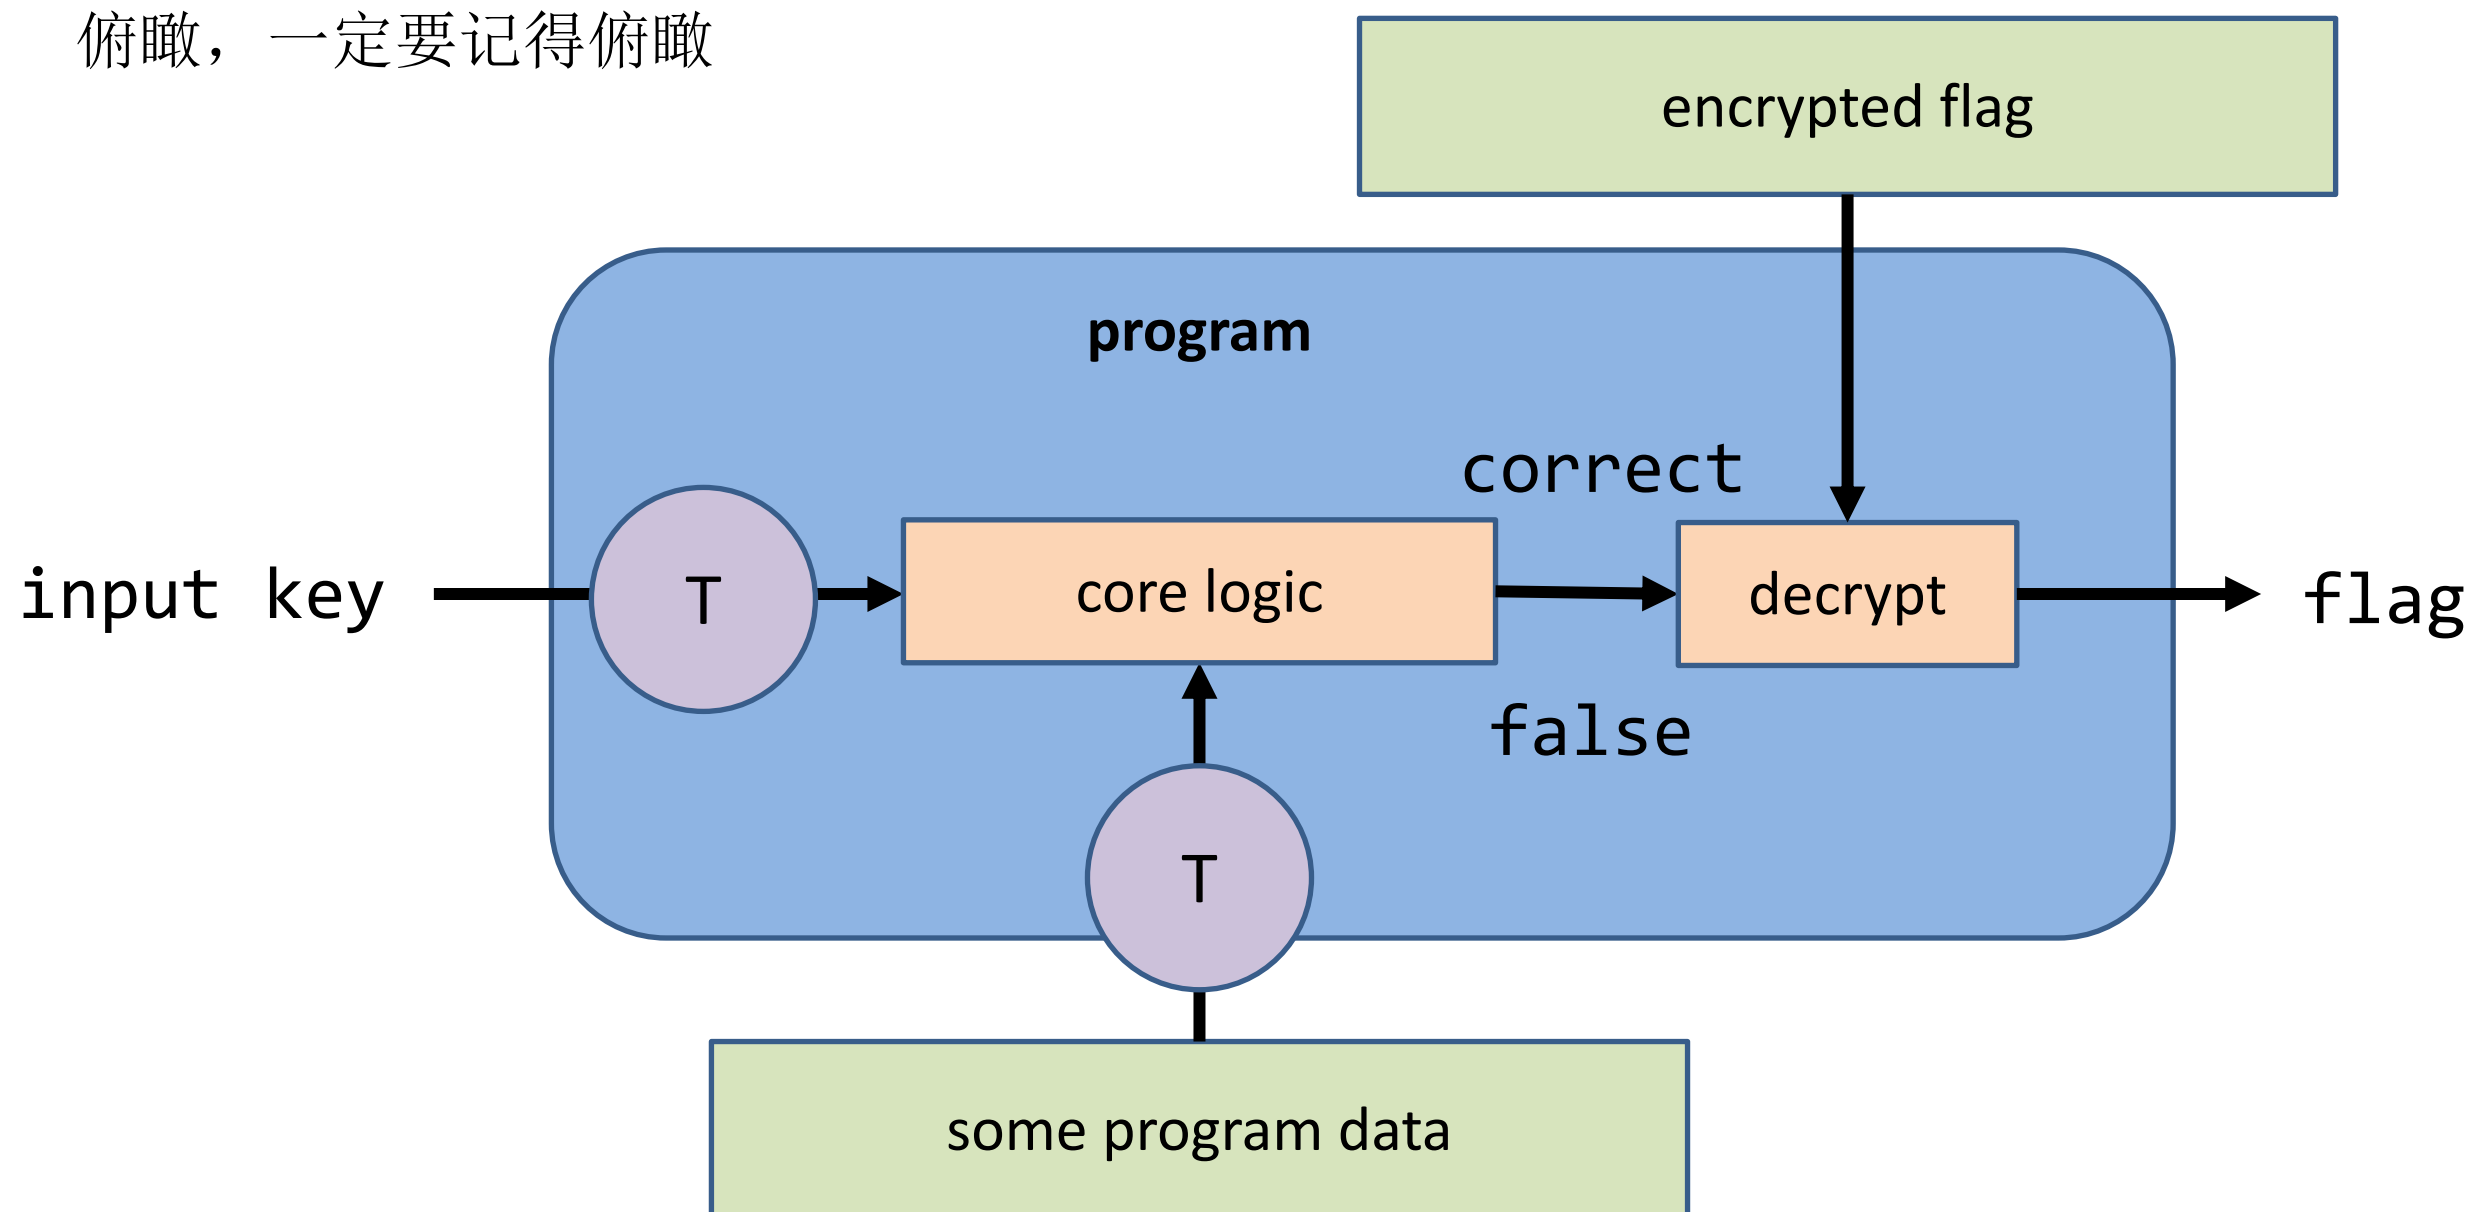 俯瞰，一定要记得俯瞰
encrypted flag
program
correct
input key
T
core logic
decrypt
flag
false
T
some program data